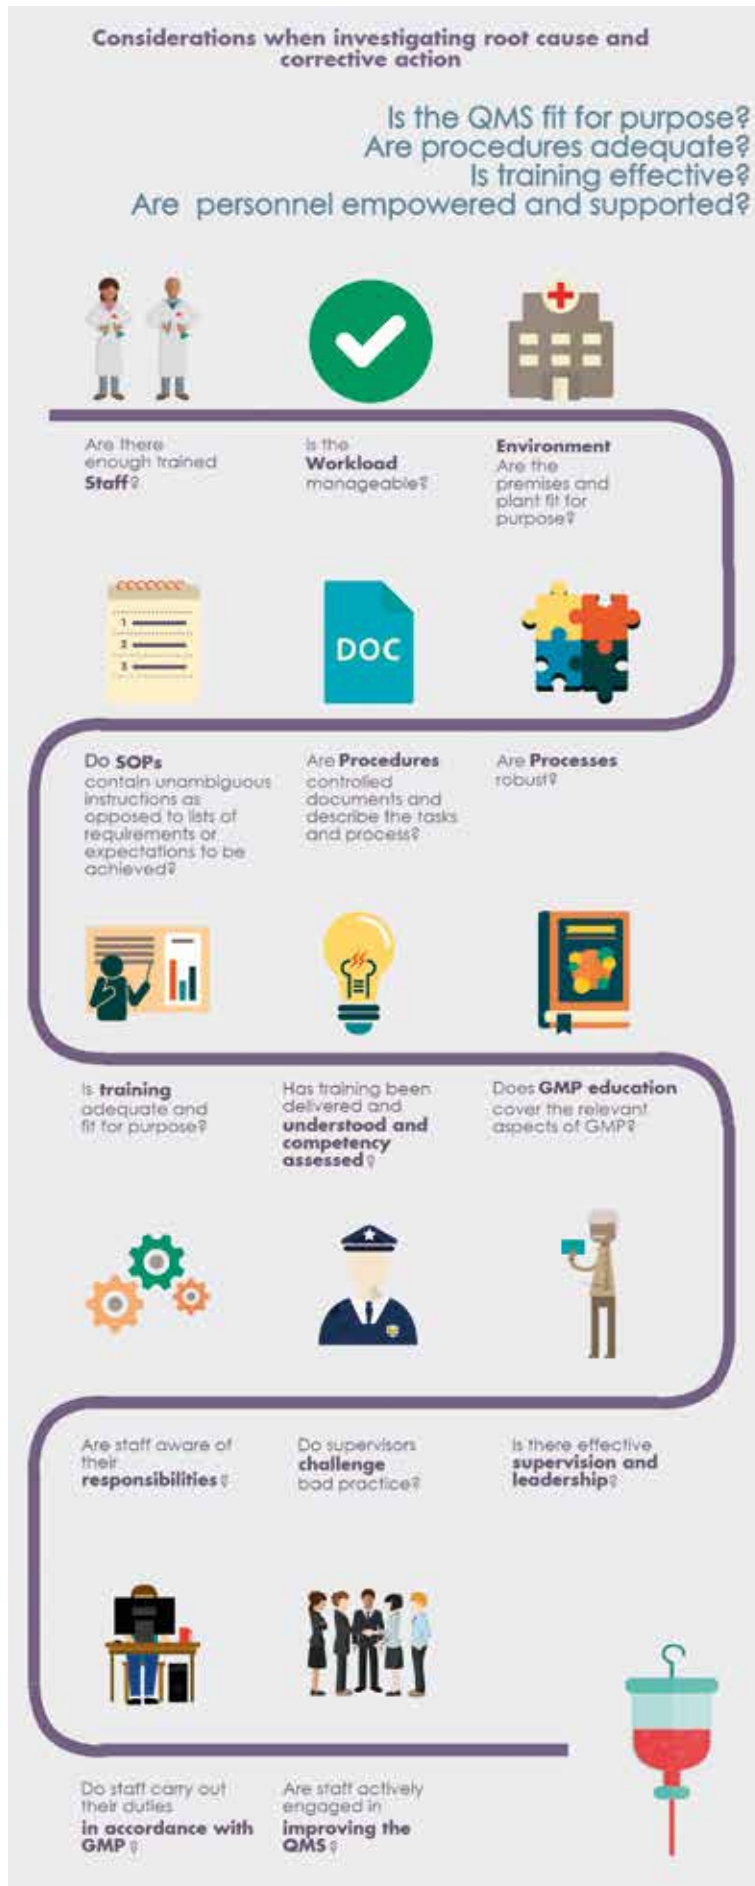 Considerations when investigating root cause and
corrective action
Is the QMS fit for purpose?
Are procedures adequate?
Is training effective?
Are personnel empowered and supported?
Are there
enough trained
Staff?
Is the
Workload
manageable?
Environment
Are the
premises and
plant fit for
purpose?
1
2
3
DOC
Do SOPs
contain unambiguous
instructions as
opposed to lists of
requirements or
expectations to be
achieved?
Are Procedures
controlled
documents and
describe the tasks
and process?
Are Processes
robust?
Is training
adequate and
fit for purpose?
Has training been
delivered and
understood and
competency
assessed?
Does GMP education
cover the relevant
aspects of GMP?
Are staff aware of
their
responsibilities?
Do supervisors
challenge
bad practice?
Is there effective
supervision and
leadership?
Do staff carry out
their duties
in accordance with
GMP?
Are staff actively
engaged in
improving the
QMS?